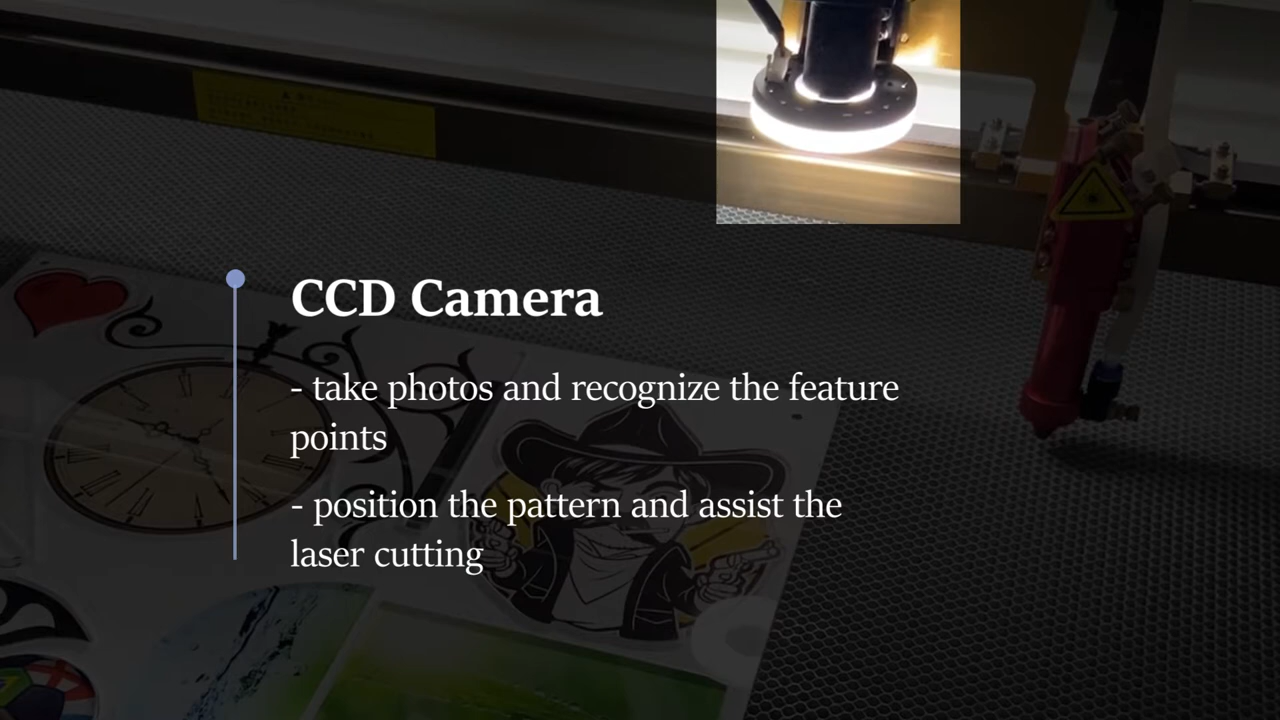 CCD Camera
- take photos and recognize the feature
points
- position the pattern and assist the
laser cutting